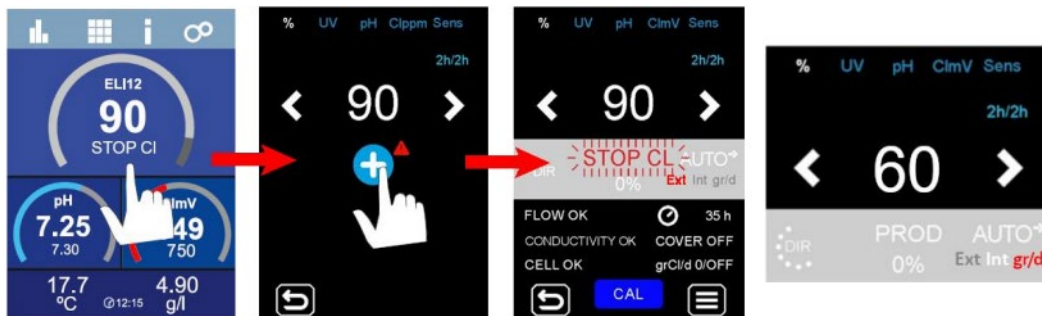 ELI12
90
STOP Cl
pH
lmV
7.25
49
7.30
750
17.7
4.90
ºC
12:15
g/l
% UV pH Clppm Sens
2h/2h
90
% UV pH ClmV Sens
2h/2h
90
DIR
STOP CL
AUTO
0%
Ext Int gr/d
FLOW OK
35 h
CONDUCTIVITY OK
COVER OFF
CELL OK
grCl/d 0/OFF
CAL
% UV pH ClmV Sens
2h/2h
60
DIR
PROD
AUTO
0%
Ext Int gr/d